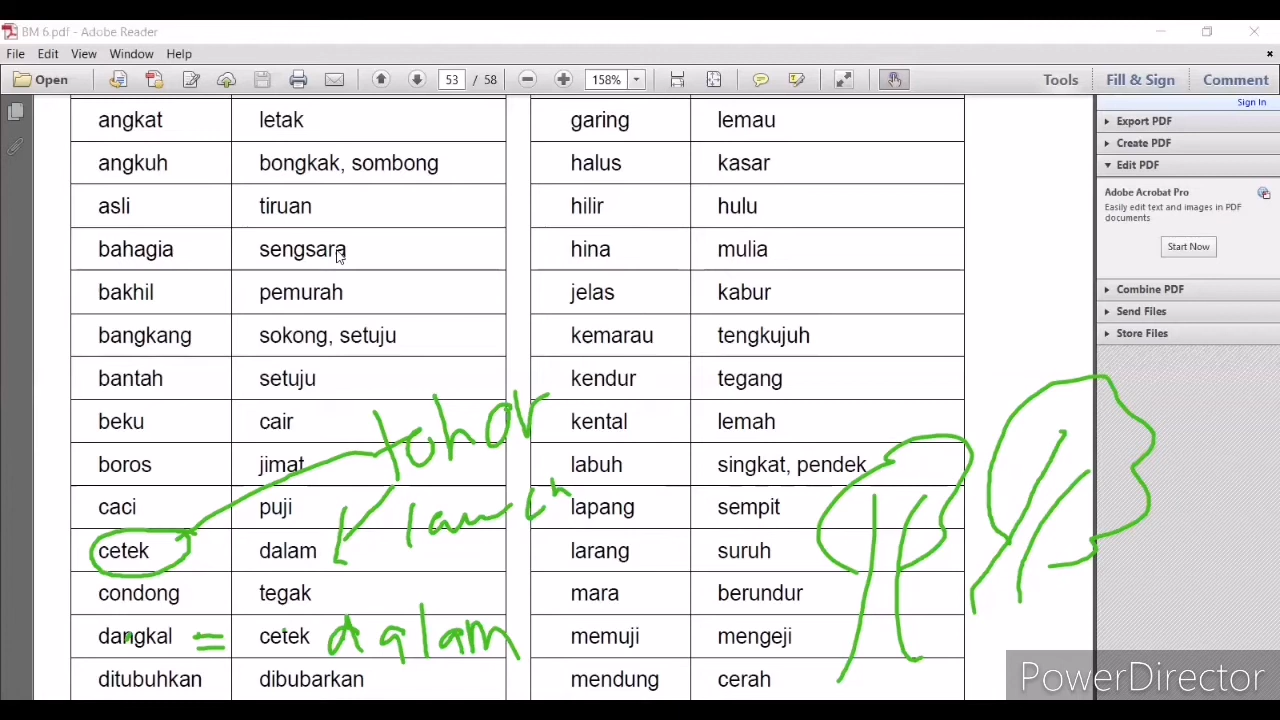 BM 6.pdf - Adobe Reader
File Edit View Window Help
Open 53 / 58 158% Tools Fill & Sign Comment
Sign In
angkat letak garing lemau
angkuh bongkak, sombong halus kasar
asli tiruan hilir hulu
bahagia sengsara hina mulia
bakhil pemurah jelas kabur
bangkang sokong, setuju kemarau tengkujuh
bantah setuju kendur tegang
beku cair kental lemah
tohor
boros jimat labuh singkat, pendek
caci puji lapang sempit
cetek dalam larang suruh
condong tegak mara berundur
dangkal = cetek dalam memuji mengeji
ditubuhkan dibubarkan mendung cerah
Export PDF
Create PDF
Edit PDF
Adobe Acrobat Pro
Easily edit text and images in PDF
documents
Start Now
Combine PDF
Send Files
Store Files
PowerDirector